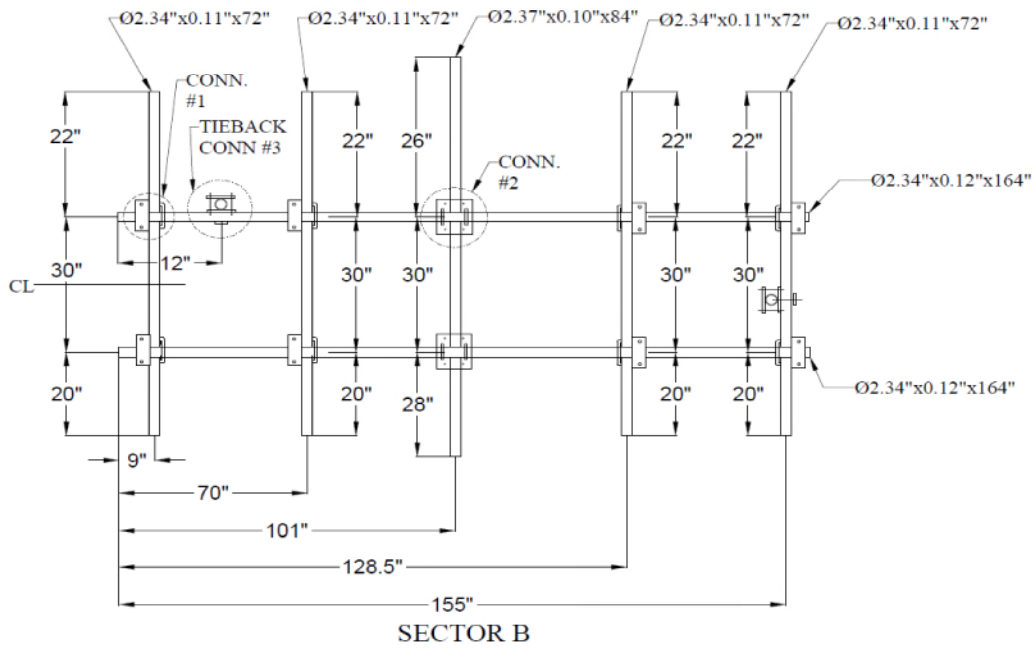 Ø2.34"x0.11"x72"
Ø2.34"x0.11"x72"
Ø2.37"x0.10"x84"
Ø2.34"x0.11"x72"
Ø2.34"x0.11"x72"
CONN.
#1
TIEBACK
CONN #3
22"
22"
26"
CONN.
#2
22"
22"
Ø2.34"x0.12"x164"
30"
12"
30"
30"
30"
30"
CL
20"
20"
28"
20"
20"
Ø2.34"x0.12"x164"
9"
70"
101"
128.5"
155"
SECTOR B